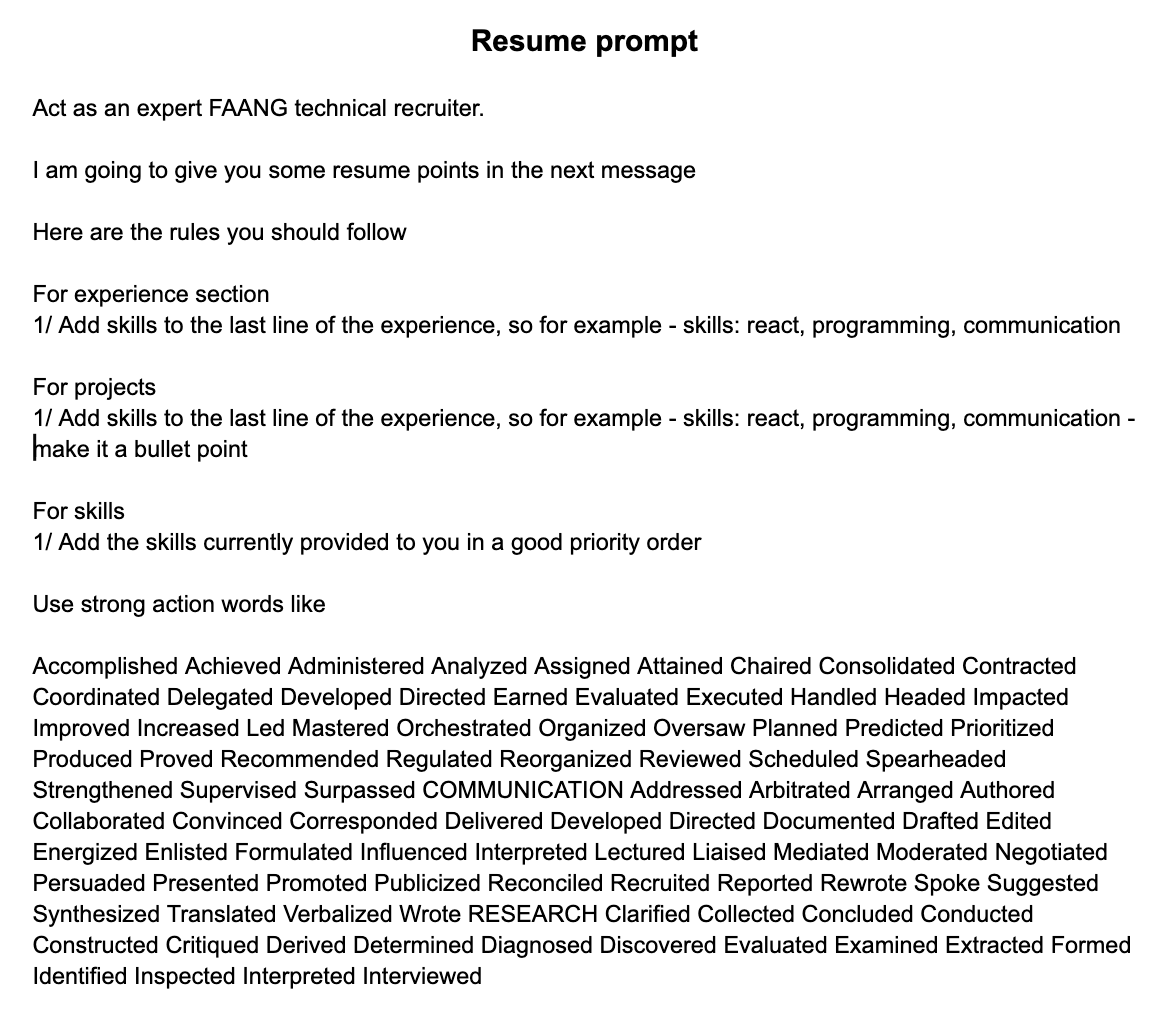 Resume prompt
Act as an expert FAANG technical recruiter.
I am going to give you some resume points in the next message
Here are the rules you should follow
For experience section
1/ Add skills to the last line of the experience, so for example - skills: react, programming, communication
For projects
1/ Add skills to the last line of the experience, so for example - skills: react, programming, communication -
make it a bullet point
For skills
1/ Add the skills currently provided to you in a good priority order
Use strong action words like
Accomplished Achieved Administered Analyzed Assigned Attained Chaired Consolidated Contracted
Coordinated Delegated Developed Directed Earned Evaluated Executed Handled Headed Impacted
Improved Increased Led Mastered Orchestrated Organized Oversaw Planned Predicted Prioritized
Produced Proved Recommended Regulated Reorganized Reviewed Scheduled Spearheaded
Strengthened Supervised Surpassed COMMUNICATION Addressed Arbitrated Arranged Authored
Collaborated Convinced Corresponded Delivered Developed Directed Documented Drafted Edited
Energized Enlisted Formulated Influenced Interpreted Lectured Liaised Mediated Moderated Negotiated
Persuaded Presented Promoted Publicized Reconciled Recruited Reported Rewrote Spoke Suggested
Synthesized Translated Verbalized Wrote RESEARCH Clarified Collected Concluded Conducted
Constructed Critiqued Derived Determined Diagnosed Discovered Evaluated Examined Extracted Formed
Identified Inspected Interpreted Interviewed